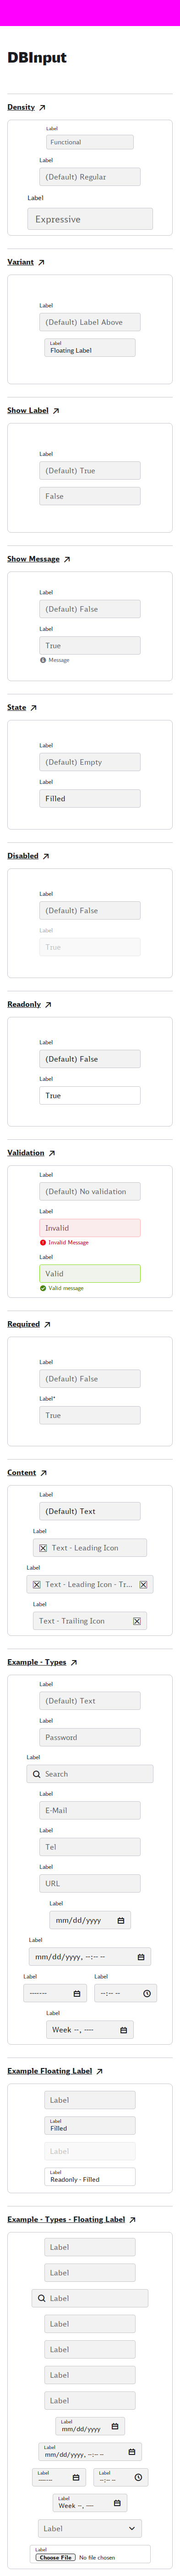 DBInput
Density
Label
Functional
Label
(Default) Regular
Label
Expressive
Variant
Label
(Default) Label Above
Label
Floating Label
Show Label
Label
(Default) True
False
Show Message
Label
(Default) False
Label
True
Message
State
Label
(Default) Empty
Label
Filled
Disabled
Label
(Default) False
Label
True
Readonly
Label
(Default) False
Label
True
Validation
Label
(Default) No validation
Label
Invalid
Invalid Message
Label
Valid
Valid message
Required
Label
(Default) False
Label*
True
Content
Label
(Default) Text
Label
Text - Leading Icon
Label
Text - Leading Icon - Tr...
Label
Text - Trailing Icon
Example - Types
Label
(Default) Text
Label
Password
Label
Search
Label
E-Mail
Label
Tel
Label
URL
Label
mm/dd/yyyy
Label
mm/dd/yyyy, --:-- --
Label Label
------- --:-- --
Label
Week --, ----
Example Floating Label
Label
Label
Filled
Label
Label
Readonly - Filled
Example - Types - Floating Label
Label
Label
Label
Label
Label
Label
Label
Label
mm/dd/yyyy
Label
mm/dd/yyyy, --:-- --
Label Label
------- --:-- --
Label
Week --, ----
Label
Label
Choose File No file chosen